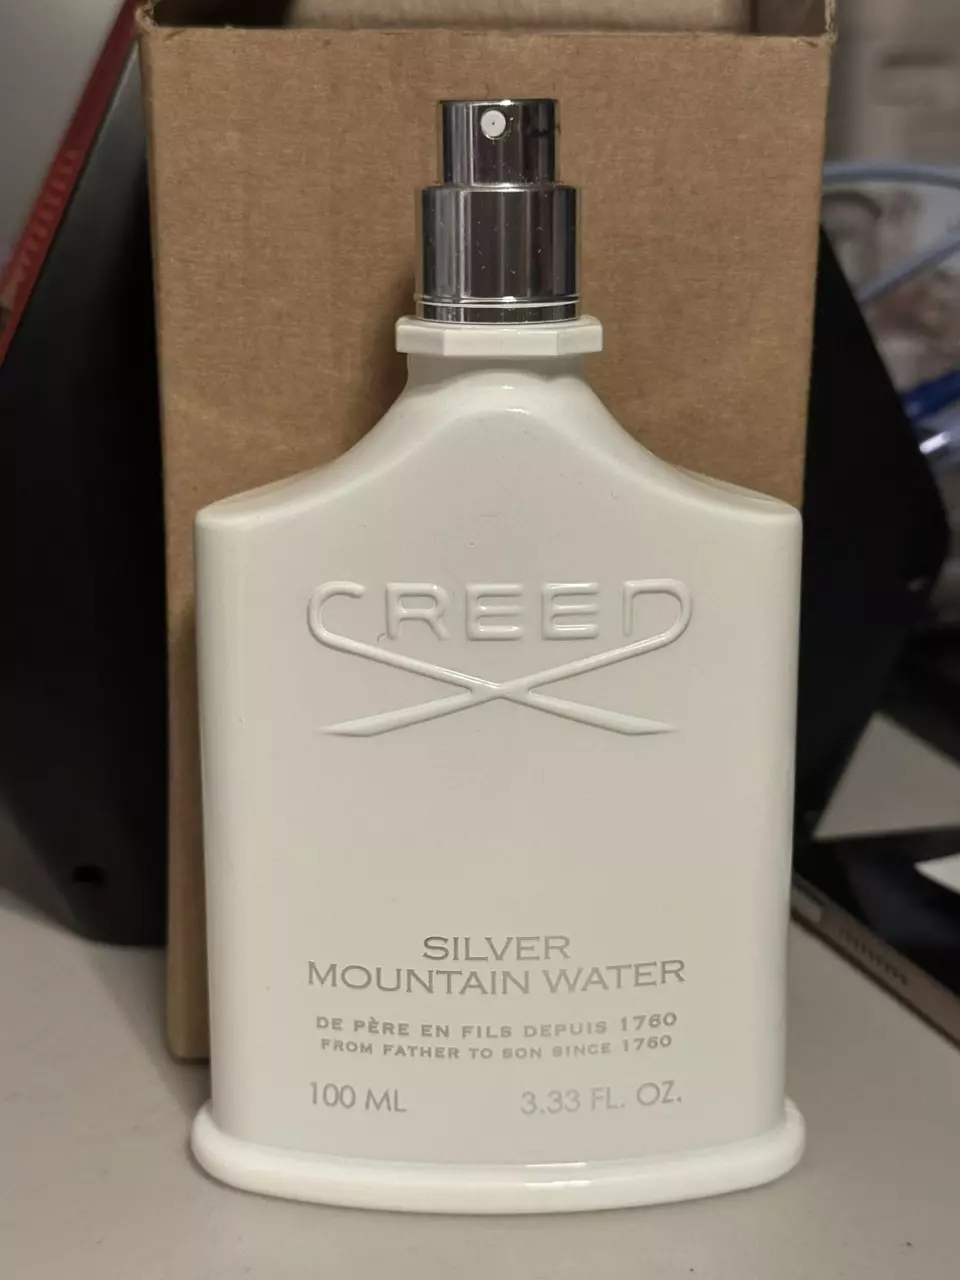 CREED
SILVER
MOUNTAIN WATER
DE PÈRE EN FILS DEPUIS 1760
FROM FATHER TO SON SINCE 1760
100 ML 3.33 FL. OZ.